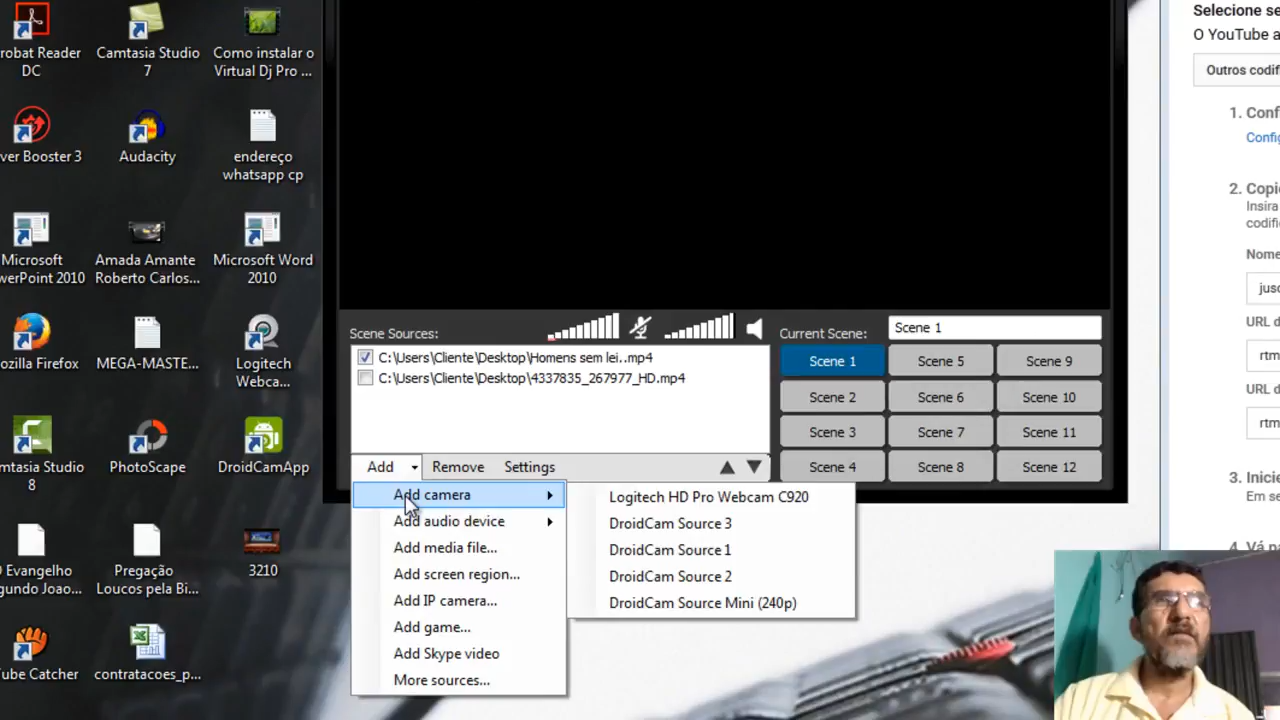 robat Reader
DC
Camtasia Studio
7
Como instalar o
Virtual Dj Pro ...
ver Booster 3
Audacity
endereço
whatsapp cp
Microsoft
werPoint 2010
Amada Amante
Roberto Carlos...
Microsoft Word
2010
ozilla Firefox
MEGA-MASTE...
Logitech
Webca...
mtasia Studio
8
PhotoScape
DroidCamApp
O Evangelho
egundo Joao...
Pregação
Loucos pela Bi...
3210
Tube Catcher
contratacoes_p...
Scene Sources:
C:\Users\Cliente\Desktop\Homens sem lei..mp4
C:\Users\Cliente\Desktop\4337835_267977_HD.mp4
Add
Remove
Settings
Add camera
Add audio device
Add media file...
Add screen region...
Add IP camera...
Add game...
Add Skype video
More sources...
Logitech HD Pro Webcam C920
DroidCam Source 3
DroidCam Source 1
DroidCam Source 2
DroidCam Source Mini (240p)
Current Scene:
Scene 1
Scene 1
Scene 5
Scene 9
Scene 2
Scene 6
Scene 10
Scene 3
Scene 7
Scene 11
Scene 4
Scene 8
Scene 12
Selecione se
O YouTube a
Outros codif
1. Conf
Config
2. Copi
Insira
codific
Nome
jusc
URL d
rtm
URL d
rtm
3. Inicie
Em se
4. Vá pa